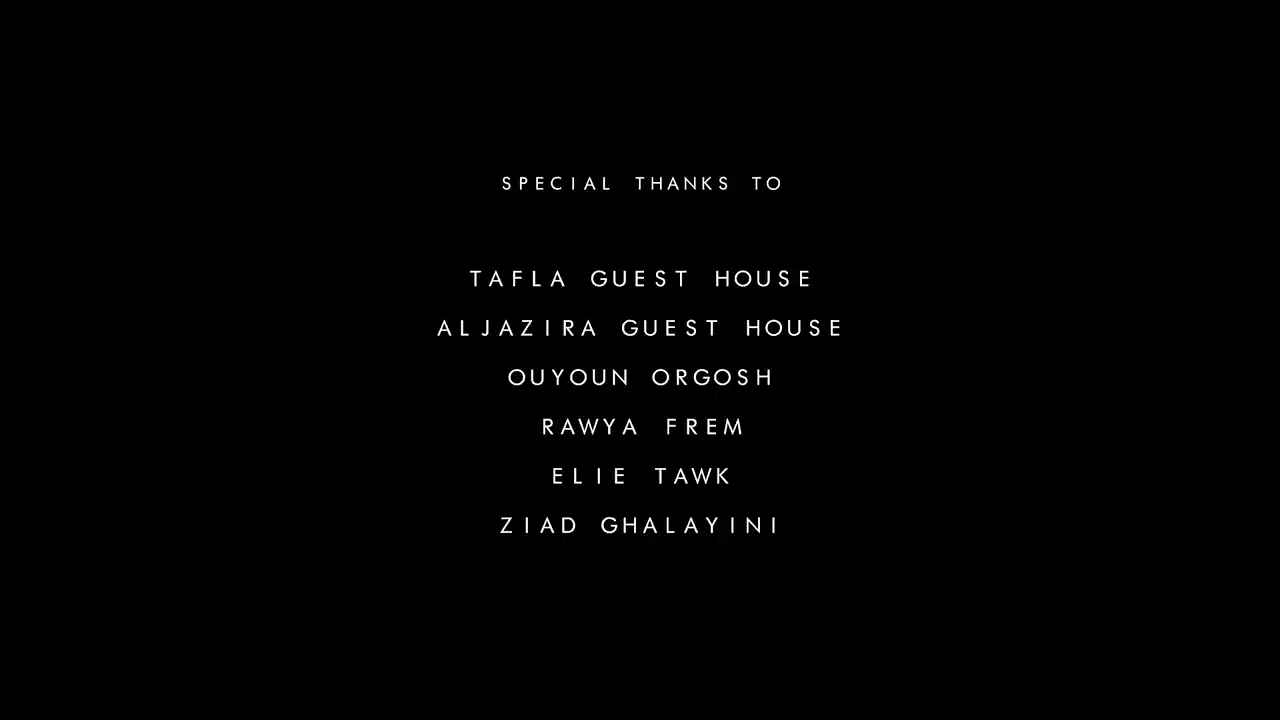 SPECIAL THANKS TO
TAFLA GUEST HOUSE
ALJAZIRA GUEST HOUSE
OUYOUN ORGOSH
RAWYA FREM
ELIE TAWK
ZIAD GHALAYINI